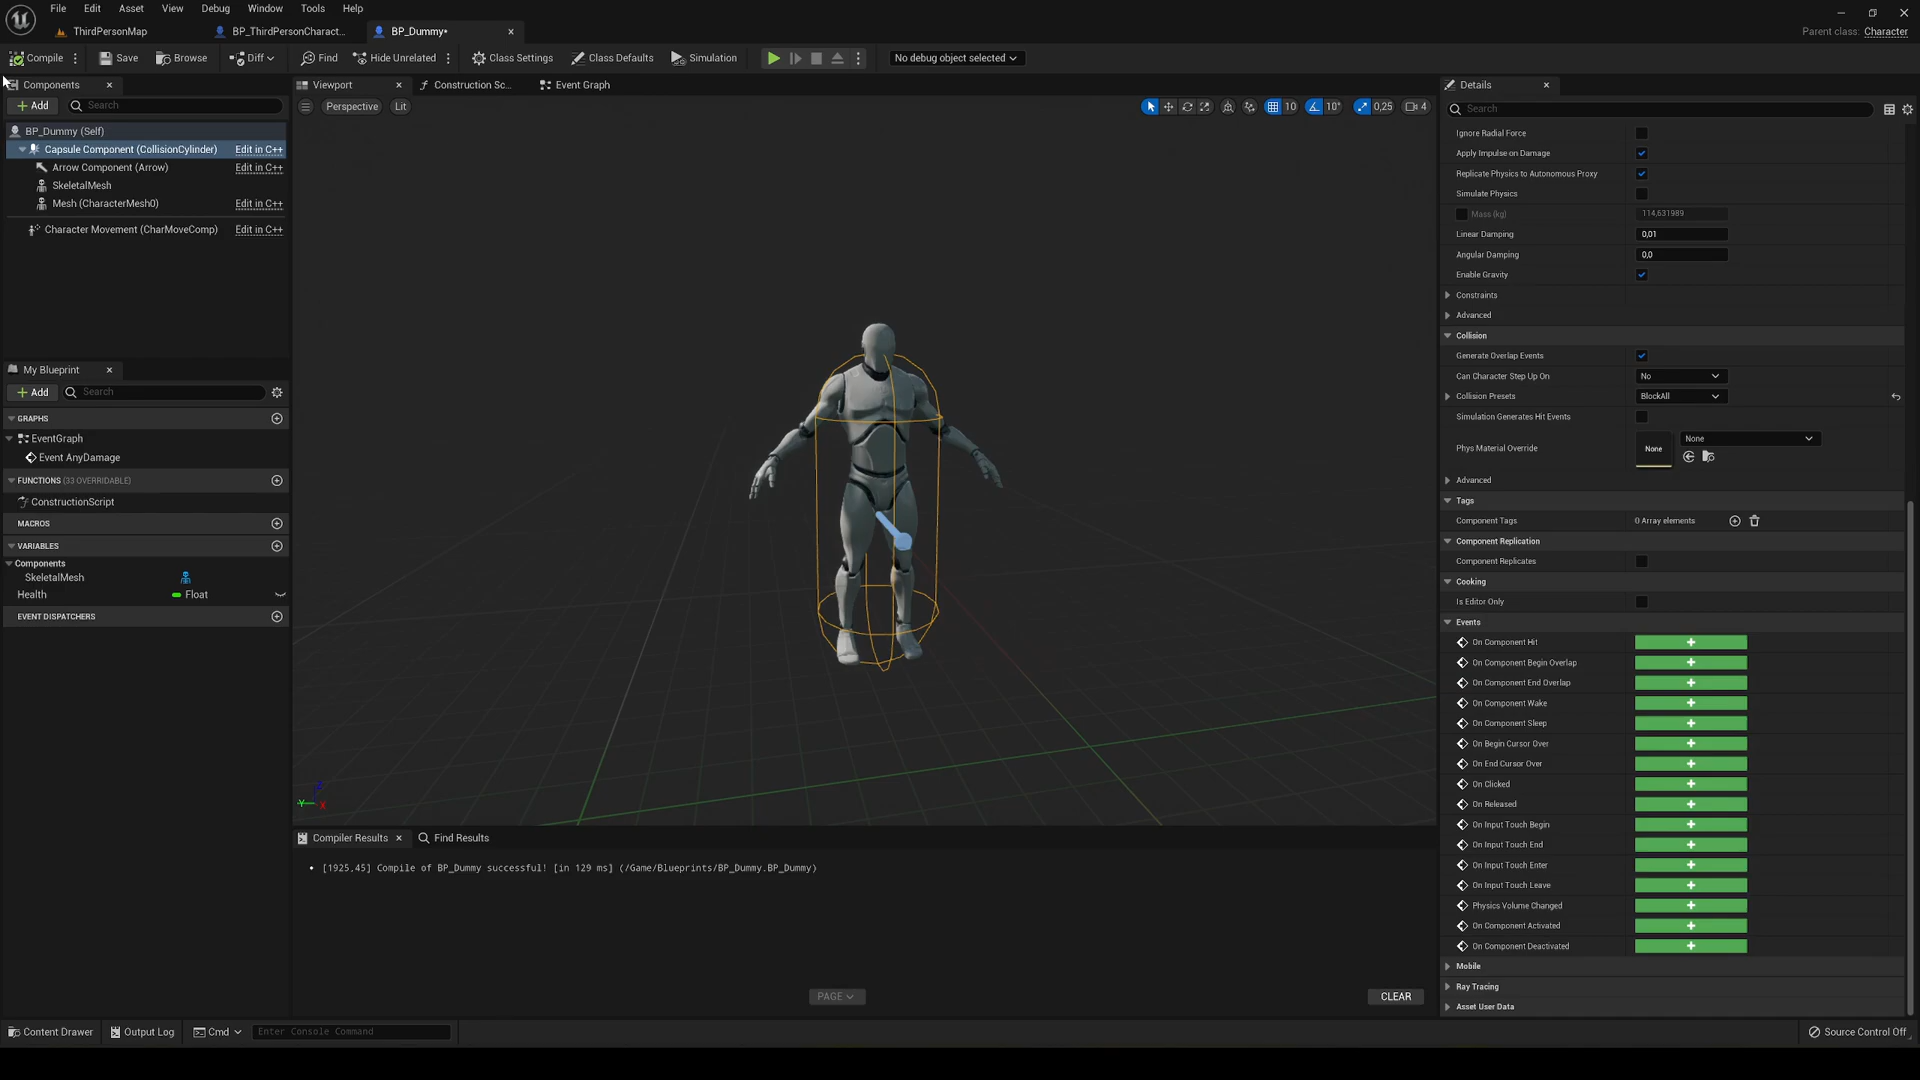 File Edit Asset View Debug Window Tools Help
ThirdPersonMap BP_ThirdPersonCharact... BP_Dummy*
Parent class: Character
Compile Save Browse Diff Find Hide Unrelated Class Settings Class Defaults Simulation No debug object selected
Components
Add Search
BP_Dummy (Self)
Capsule Component (CollisionCylinder) Edit in C++
Arrow Component (Arrow) Edit in C++
SkeletalMesh
Mesh (CharacterMesh0) Edit in C++
Character Movement (CharMoveComp) Edit in C++
My Blueprint
Add Search
GRAPHS
EventGraph
Event AnyDamage
FUNCTIONS (33 OVERRIDABLE)
ConstructionScript
MACROS
VARIABLES
Components
SkeletalMesh
Health Float
EVENT DISPATCHERS
Viewport Construction Sc... Event Graph
Perspective Lit
10 10° 0,25 4
Z
Y X
Compiler Results Find Results
• [1925,45] Compile of BP_Dummy successful! [in 129 ms] (/Game/Blueprints/BP_Dummy.BP_Dummy)
PAGE CLEAR
Details
Search
Ignore Radial Force
Apply Impulse on Damage
Replicate Physics to Autonomous Proxy
Simulate Physics
Mass (kg) 114,631989
Linear Damping 0,01
Angular Damping 0,0
Enable Gravity
Constraints
Advanced
Collision
Generate Overlap Events
Can Character Step Up On No
Collision Presets BlockAll
Simulation Generates Hit Events
Phys Material Override None None
Advanced
Tags
Component Tags 0 Array elements
Component Replication
Component Replicates
Cooking
Is Editor Only
Events
On Component Hit
On Component Begin Overlap
On Component End Overlap
On Component Wake
On Component Sleep
On Begin Cursor Over
On End Cursor Over
On Clicked
On Released
On Input Touch Begin
On Input Touch End
On Input Touch Enter
On Input Touch Leave
Physics Volume Changed
On Component Activated
On Component Deactivated
Mobile
Ray Tracing
Asset User Data
Content Drawer Output Log Cmd Enter Console Command Source Control Off